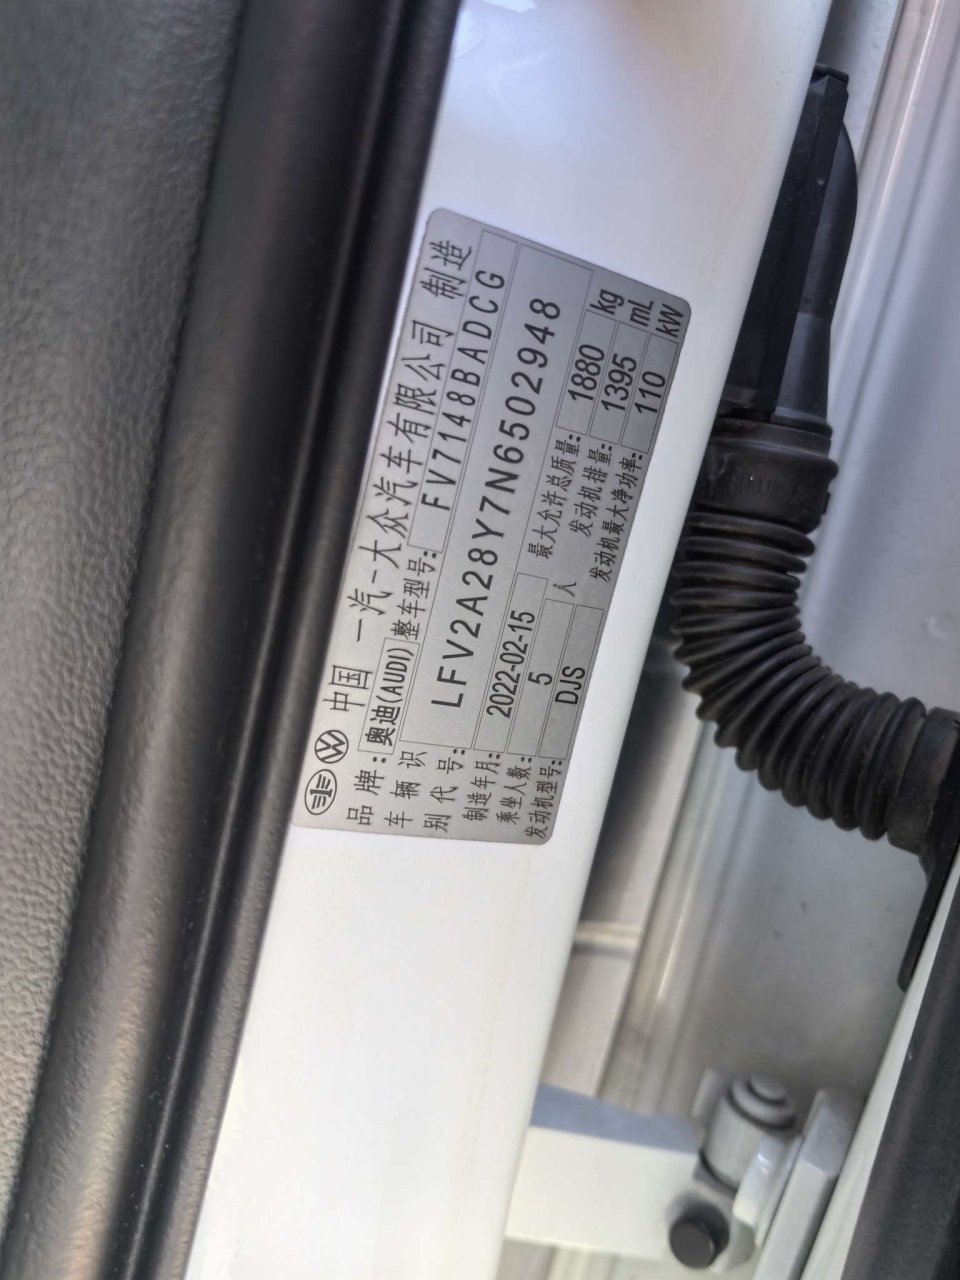 中国 一汽-大众汽车有限公司 制造
品牌: 奥迪(AUDI) 整车型号: FV7148BADCG
车辆识别代号: LFV2A28Y7N6502948
制造年月: 2022-02-15 最大允许总质量: 1880 kg
乘坐人数: 5 人 发动机排量: 1395 mL
发动机型号: DJS 发动机最大净功率: 110 kW